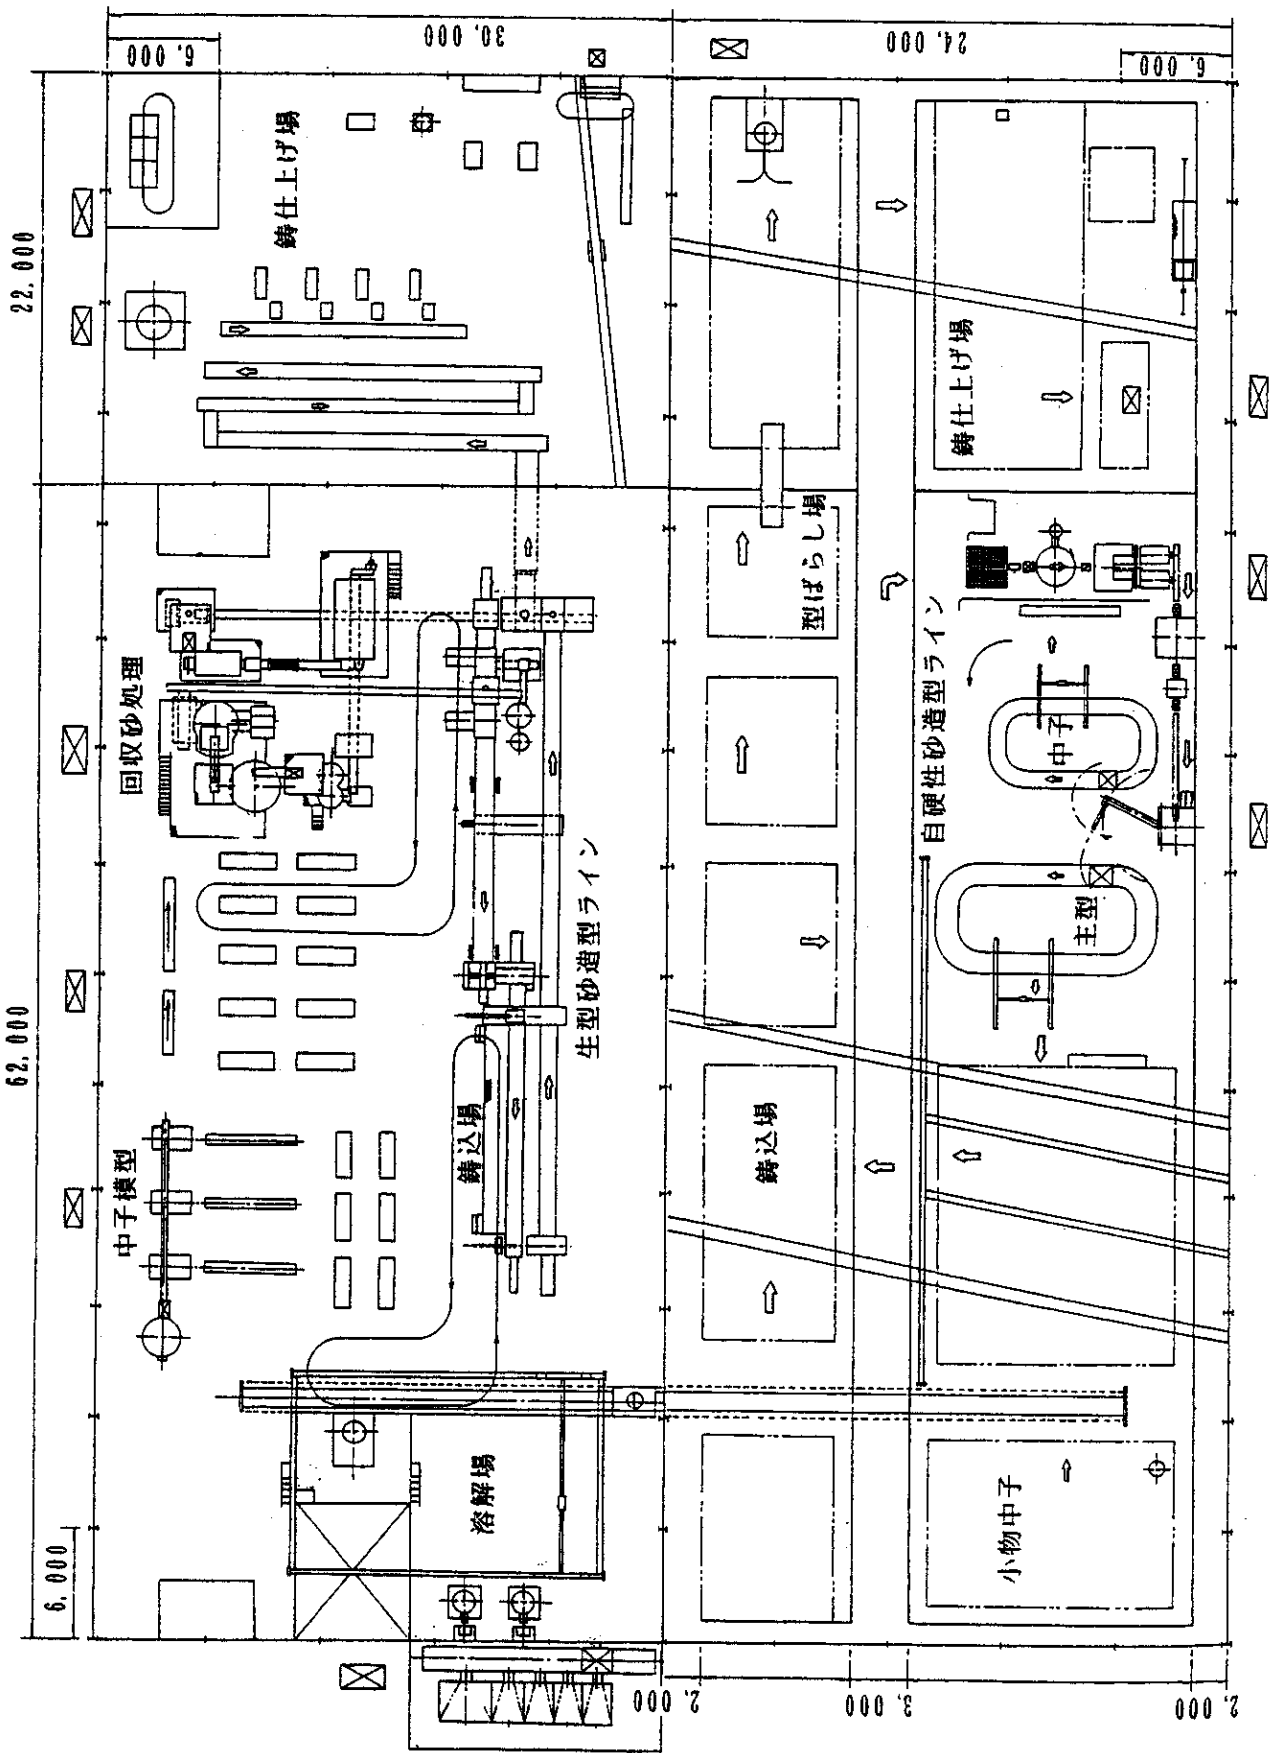 6,000
30,000
24,000
6,000
22,000
62,000
6,000
鋳仕上げ場
回収砂処理
中子模型
生型砂造型ライン
鋳込場
溶解場
型ばらし場
鋳込場
鋳仕上げ場
自硬性砂造型ライン
中子
主型
小物中子
2,000
3,000
2,000